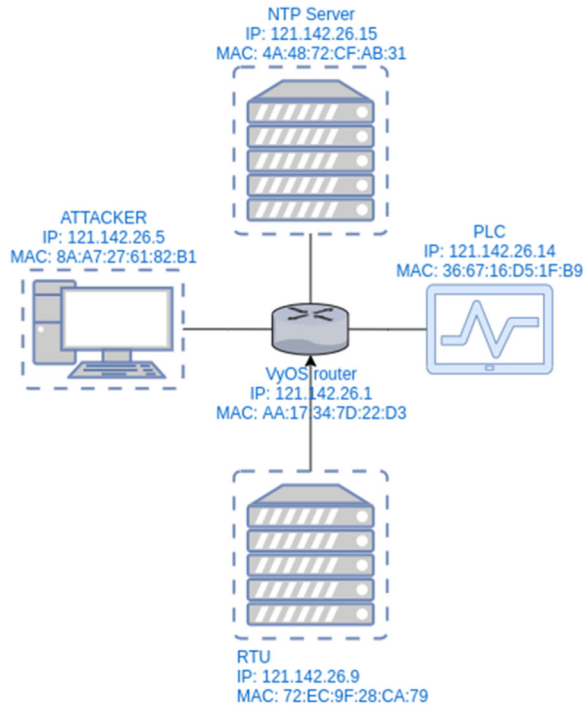 NTP Server
IP: 121.142.26.15
MAC: 4A:48:72:CF:AB:31
ATTACKER
IP: 121.142.26.5
MAC: 8A:A7:27:61:82:B1
PLC
IP: 121.142.26.14
MAC: 36:67:16:D5:1F:B9
VyOS router
IP: 121.142.26.1
MAC: AA:17:34:7D:22:D3
RTU
IP: 121.142.26.9
MAC: 72:EC:9F:28:CA:79